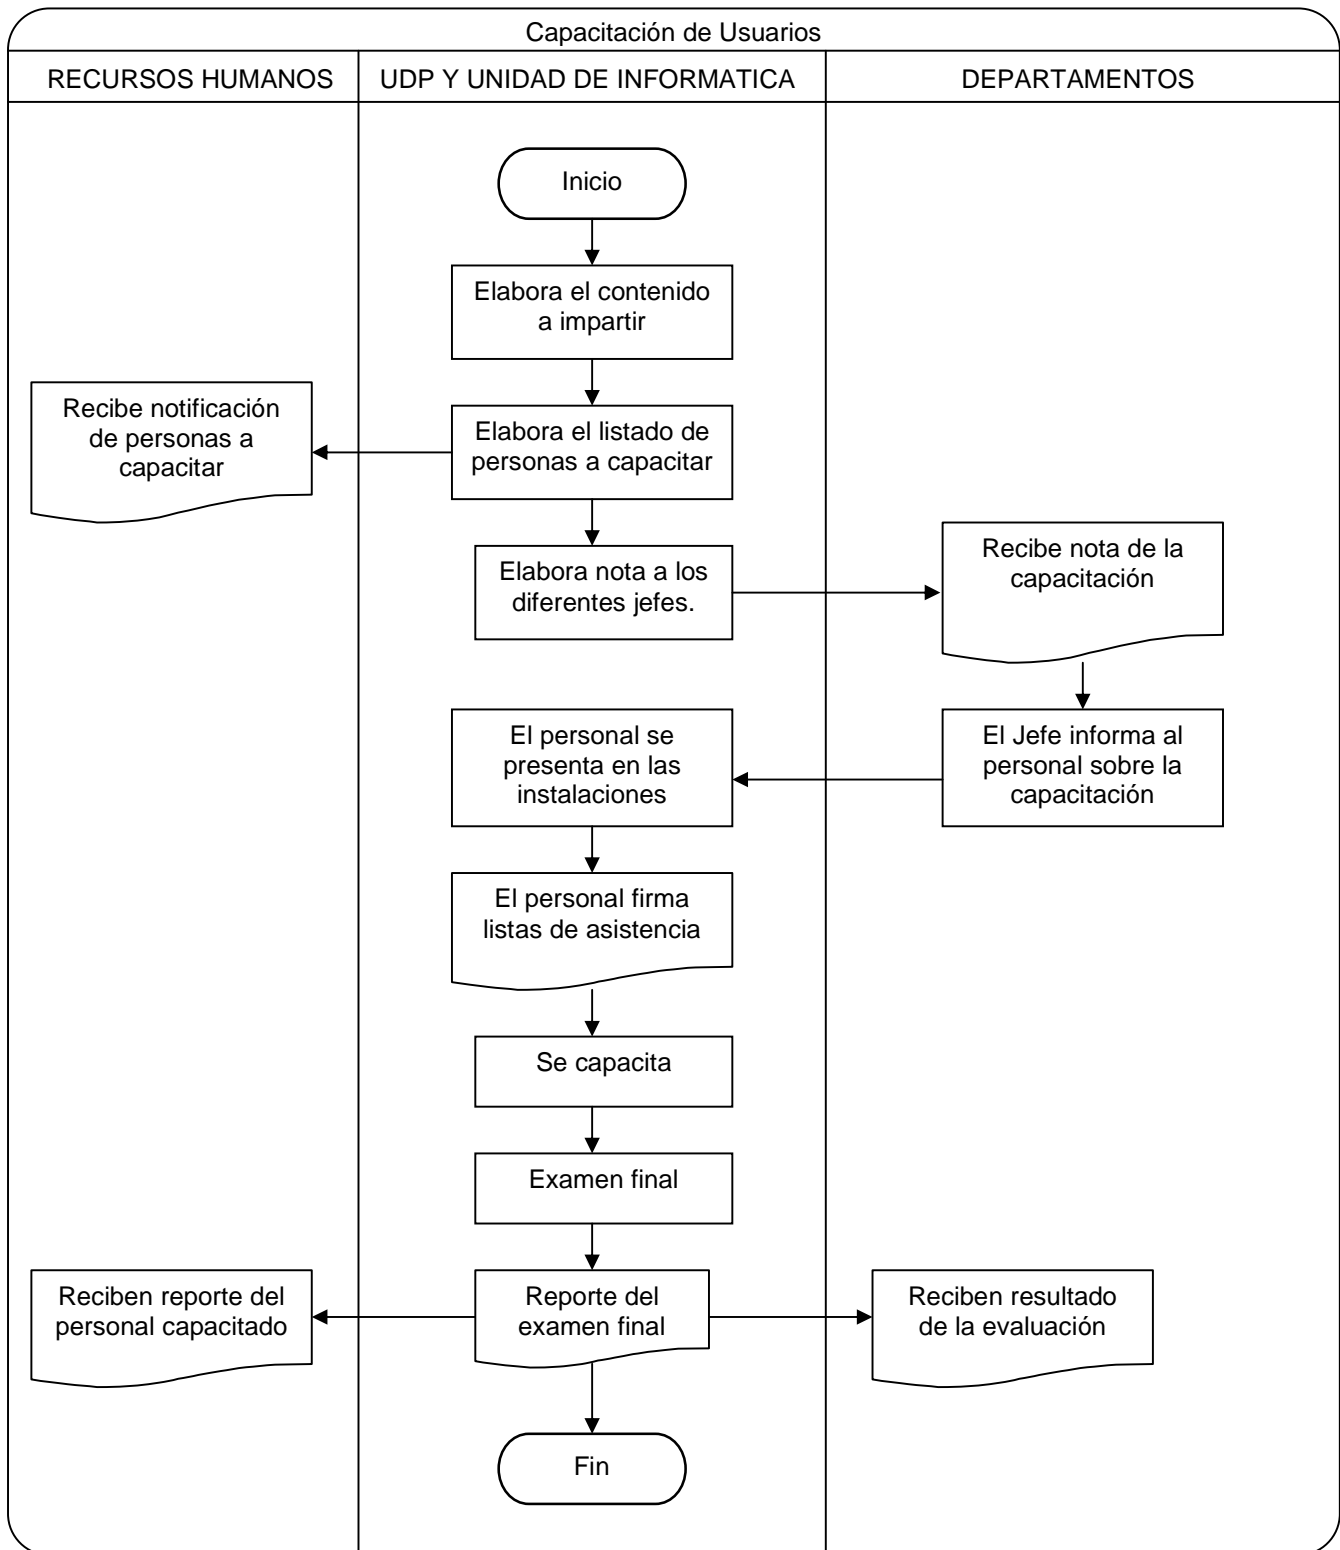 Capacitación de Usuarios
RECURSOS HUMANOS
UDP Y UNIDAD DE INFORMATICA
DEPARTAMENTOS
Inicio
Elabora el contenido
a impartir
Recibe notificación
de personas a
capacitar
Elabora el listado de
personas a capacitar
Elabora nota a los
diferentes jefes.
Recibe nota de la
capacitación
El personal se
presenta en las
instalaciones
El Jefe informa al
personal sobre la
capacitación
El personal firma
listas de asistencia
Se capacita
Examen final
Reciben reporte del
personal capacitado
Reporte del
examen final
Reciben resultado
de la evaluación
Fin